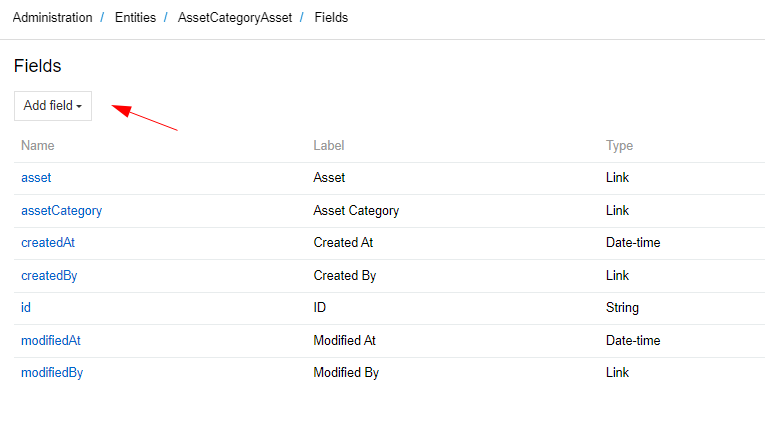 Administration / Entities / AssetCategoryAsset / Fields
Fields
Add field
Name Label Type
asset Asset Link
assetCategory Asset Category Link
createdAt Created At Date-time
createdBy Created By Link
id ID String
modifiedAt Modified At Date-time
modifiedBy Modified By Link